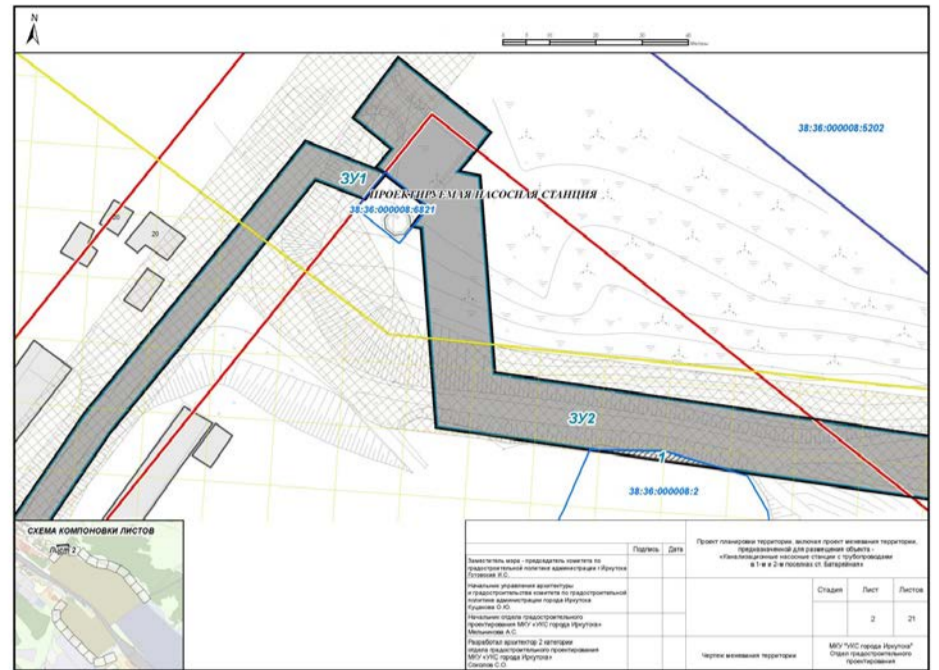 N
38:36:000008:5202
ЗУ1
ПРОЕКТИРУЕМАЯ НАСОСНАЯ СТАНЦИЯ
38:36:000008:6821
20
ЗУ2
1
38:36:000008:2
СХЕМА КОМПОНОВКИ ЛИСТОВ
Лист 2
Подпись Дата
Проект планировки территории, включая проект межевания территории,
предназначенной для размещения объекта -
«Канализационные насосные станции с трубопроводами
в 1-м и 2-м поселках ст. Батарейная»
Заместитель мэра - председатель комитета по
градостроительной политике администрации г.Иркутска
Начальник управления архитектуры
и градостроительства комитета по градостроительной
политике администрации города Иркутска
Кущакова О.Ю.
Стадия Лист Листов
Начальник отдела градостроительного
проектирования МКУ «УКС города Иркутска»
Мельникова А.С.
2 21
Разработал архитектор 2 категории
отдела градостроительного проектирования
МКУ «УКС города Иркутска»
Соколов С.О.
Чертеж межевания территории
МКУ "УКС города Иркутска"
Отдел градостроительного
проектирования